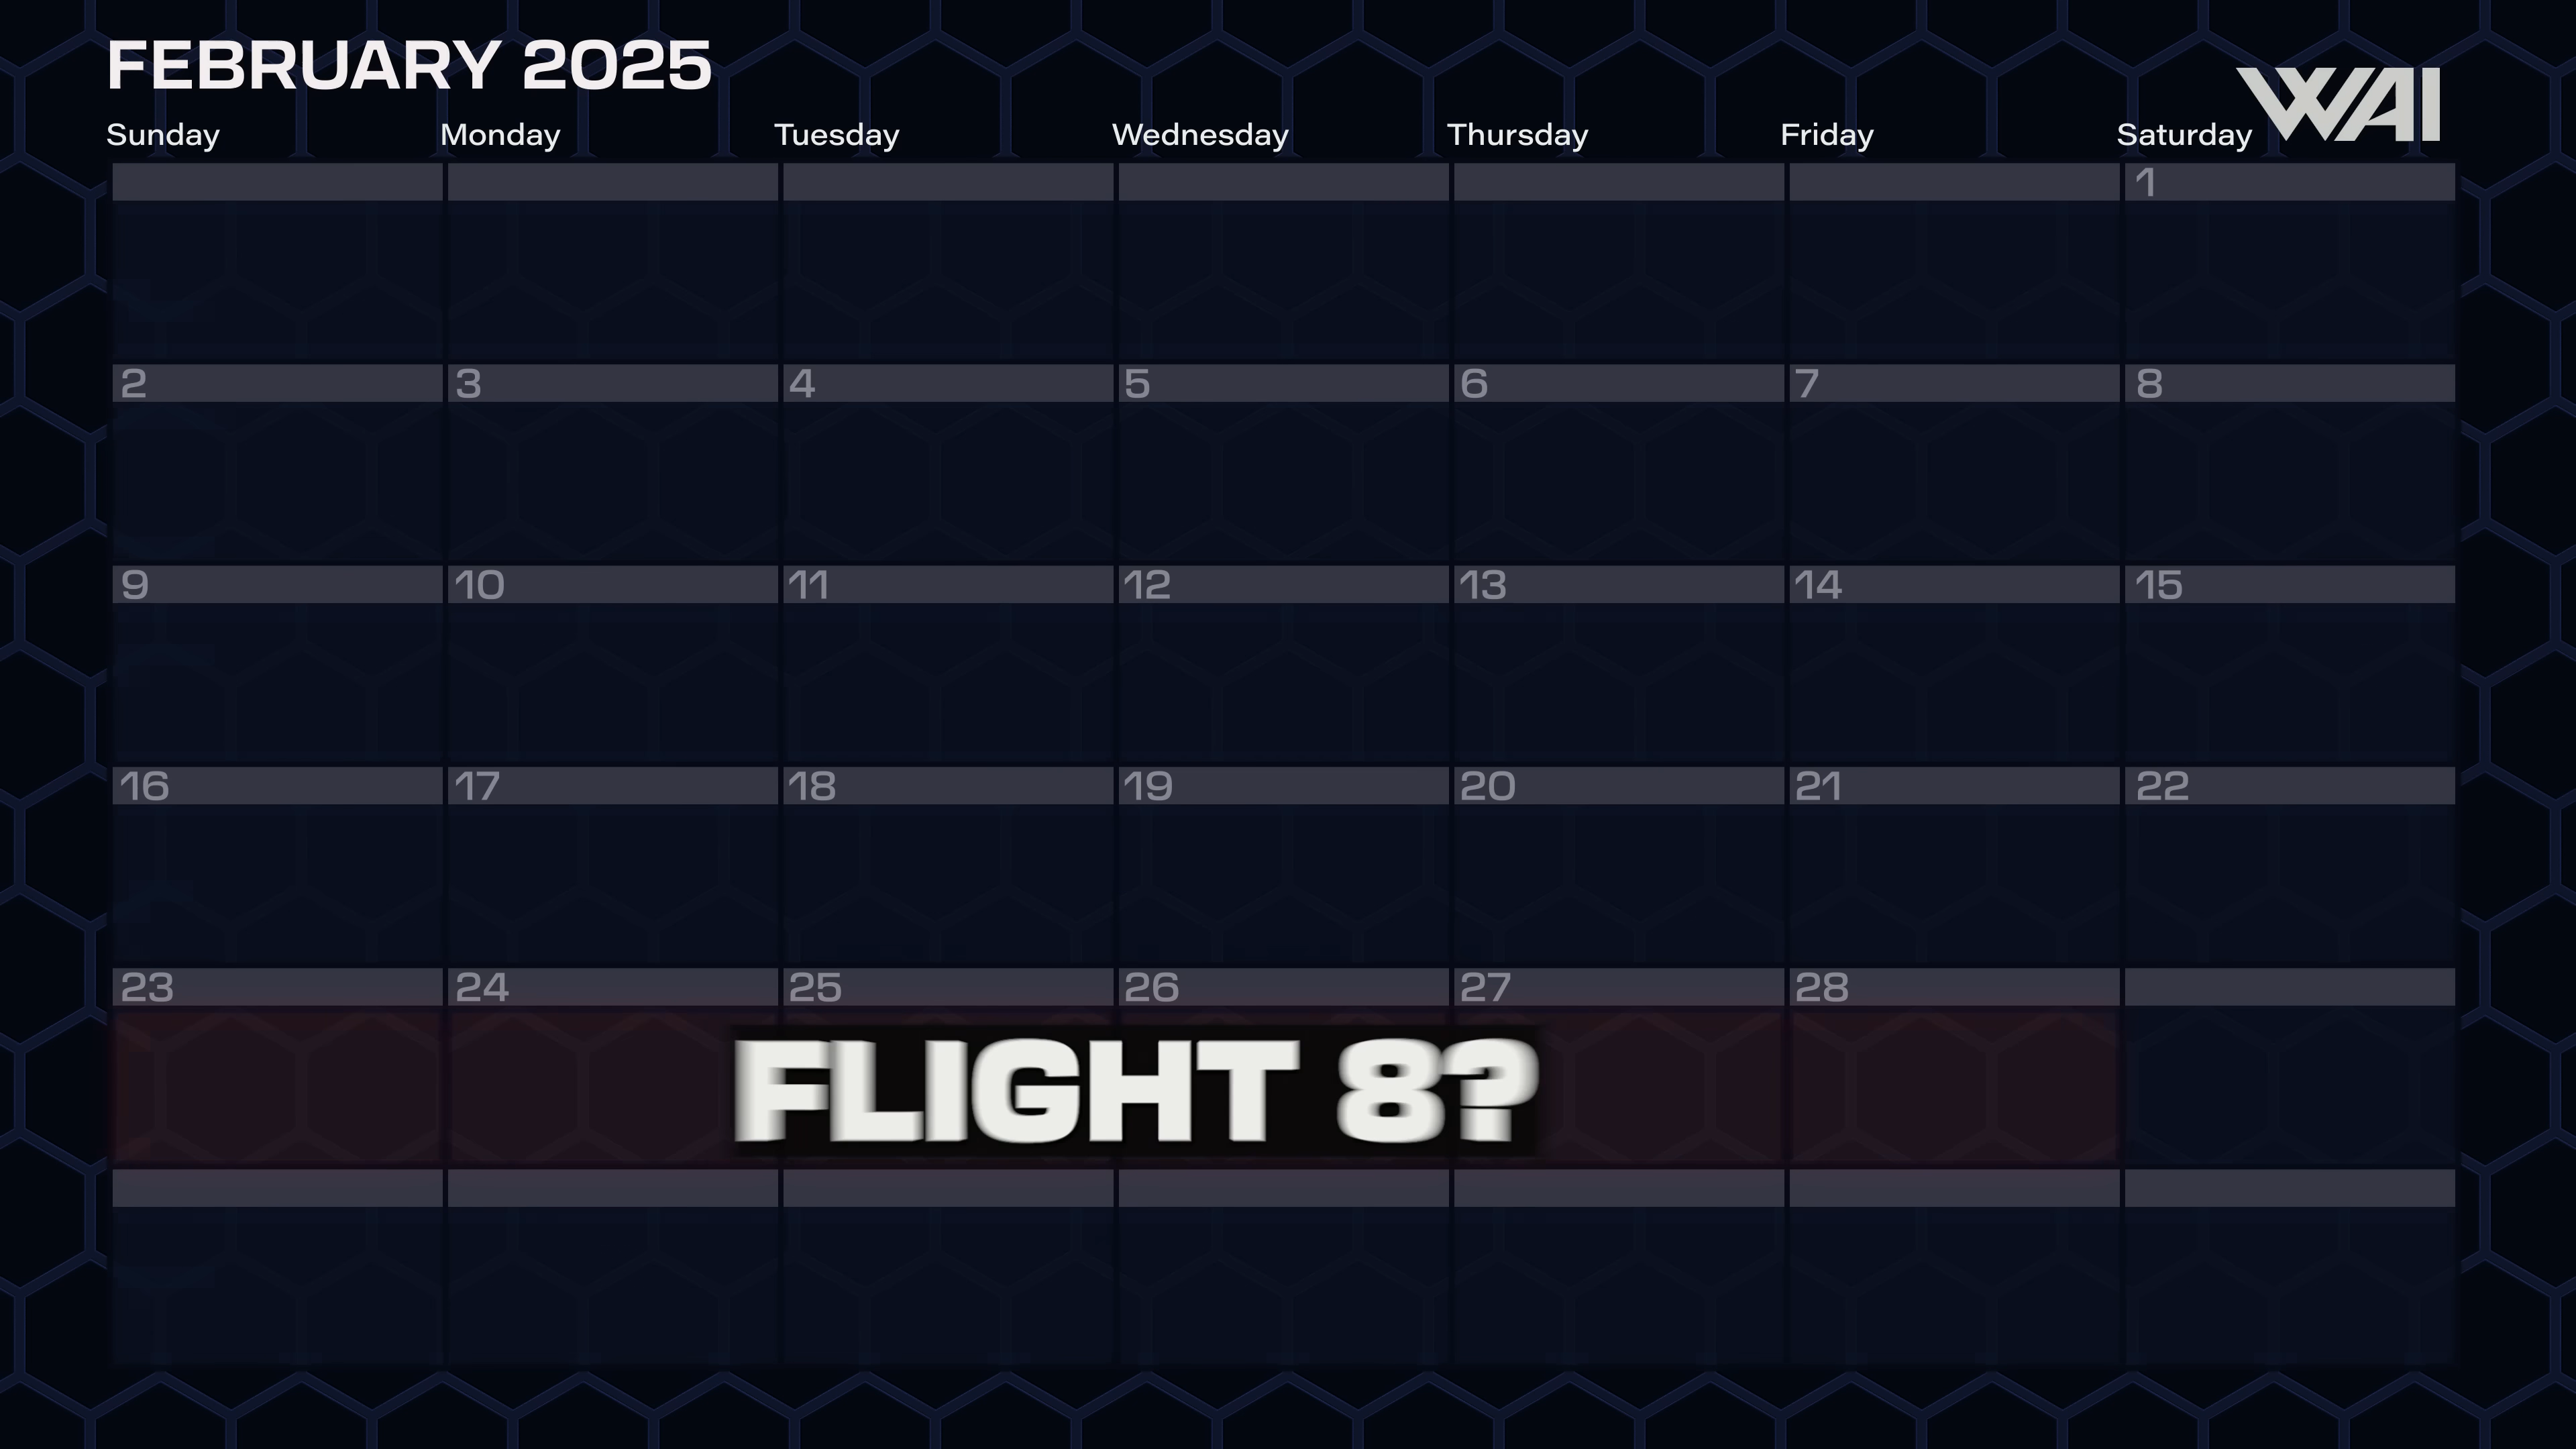 FEBRUARY 2025
WAI
Sunday Monday Tuesday Wednesday Thursday Friday Saturday
1
2 3 4 5 6 7 8
9 10 11 12 13 14 15
16 17 18 19 20 21 22
23 24 25 26 27 28
FLIGHT 8?